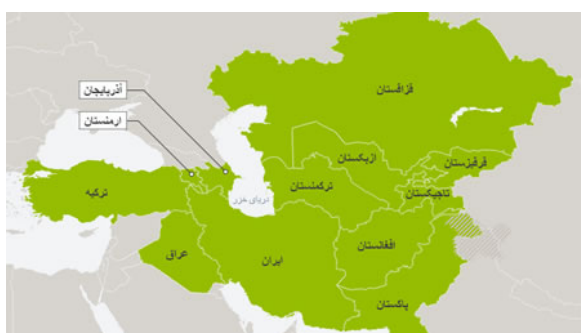 قزاقستان
آذربایجان
ارمنستان
ازبکستان
قرقیزستان
ترکمنستان
تاجیکستان
ترکیه
دریای خزر
افغانستان
عراق
ایران
پاکستان